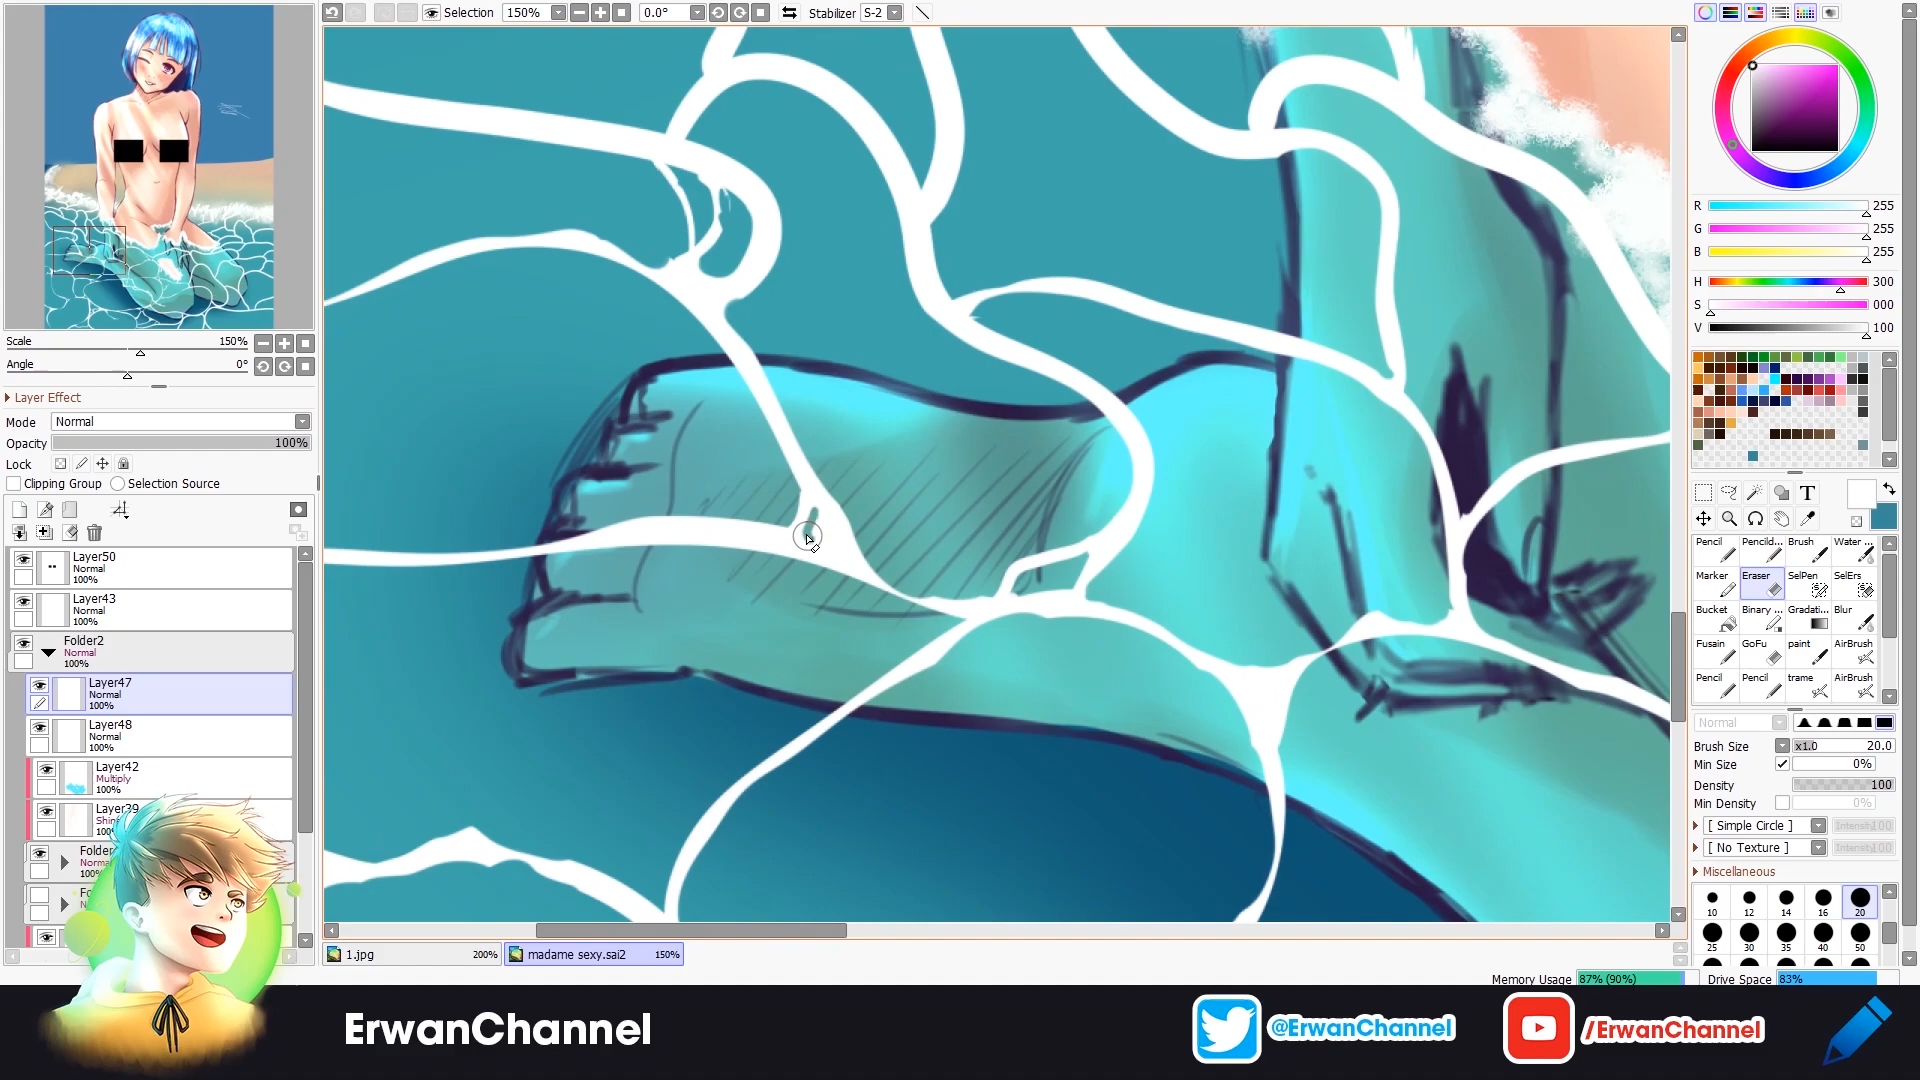 Selection 150% 0.0° Stabilizer S-2
Scale 150%
Angle 0°
Layer Effect
Mode Normal
Opacity 100%
Lock
Clipping Group Selection Source
Layer50
Normal
100%
Layer43
Normal
100%
Folder2
Normal
100%
Layer47
Normal
100%
Layer48
Normal
100%
Layer42
Multiply
100%
Layer39
R 255
G 255
B 255
H 300
S 000
V 100
T
Pencil Pencild... Brush Water ...
Marker Eraser SelPen SelErs
Bucket Binary ... Gradati... Blur
Fusain GoFu paint AirBrush
Pencil Pencil trame AirBrush
Normal
Brush Size x1.0 20.0
Min Size 0%
Density 100
Min Density 0%
[ Simple Circle ] Intensity 100
[ No Texture ] Intensity 100
Miscellaneous
10 12 14 16 20
25 30 35 40 50
1.jpg 200% madame sexy.sai2 150%
Memory Usage 87% (90%) Drive Space 83%
ErwanChannel @ErwanChannel /ErwanChannel